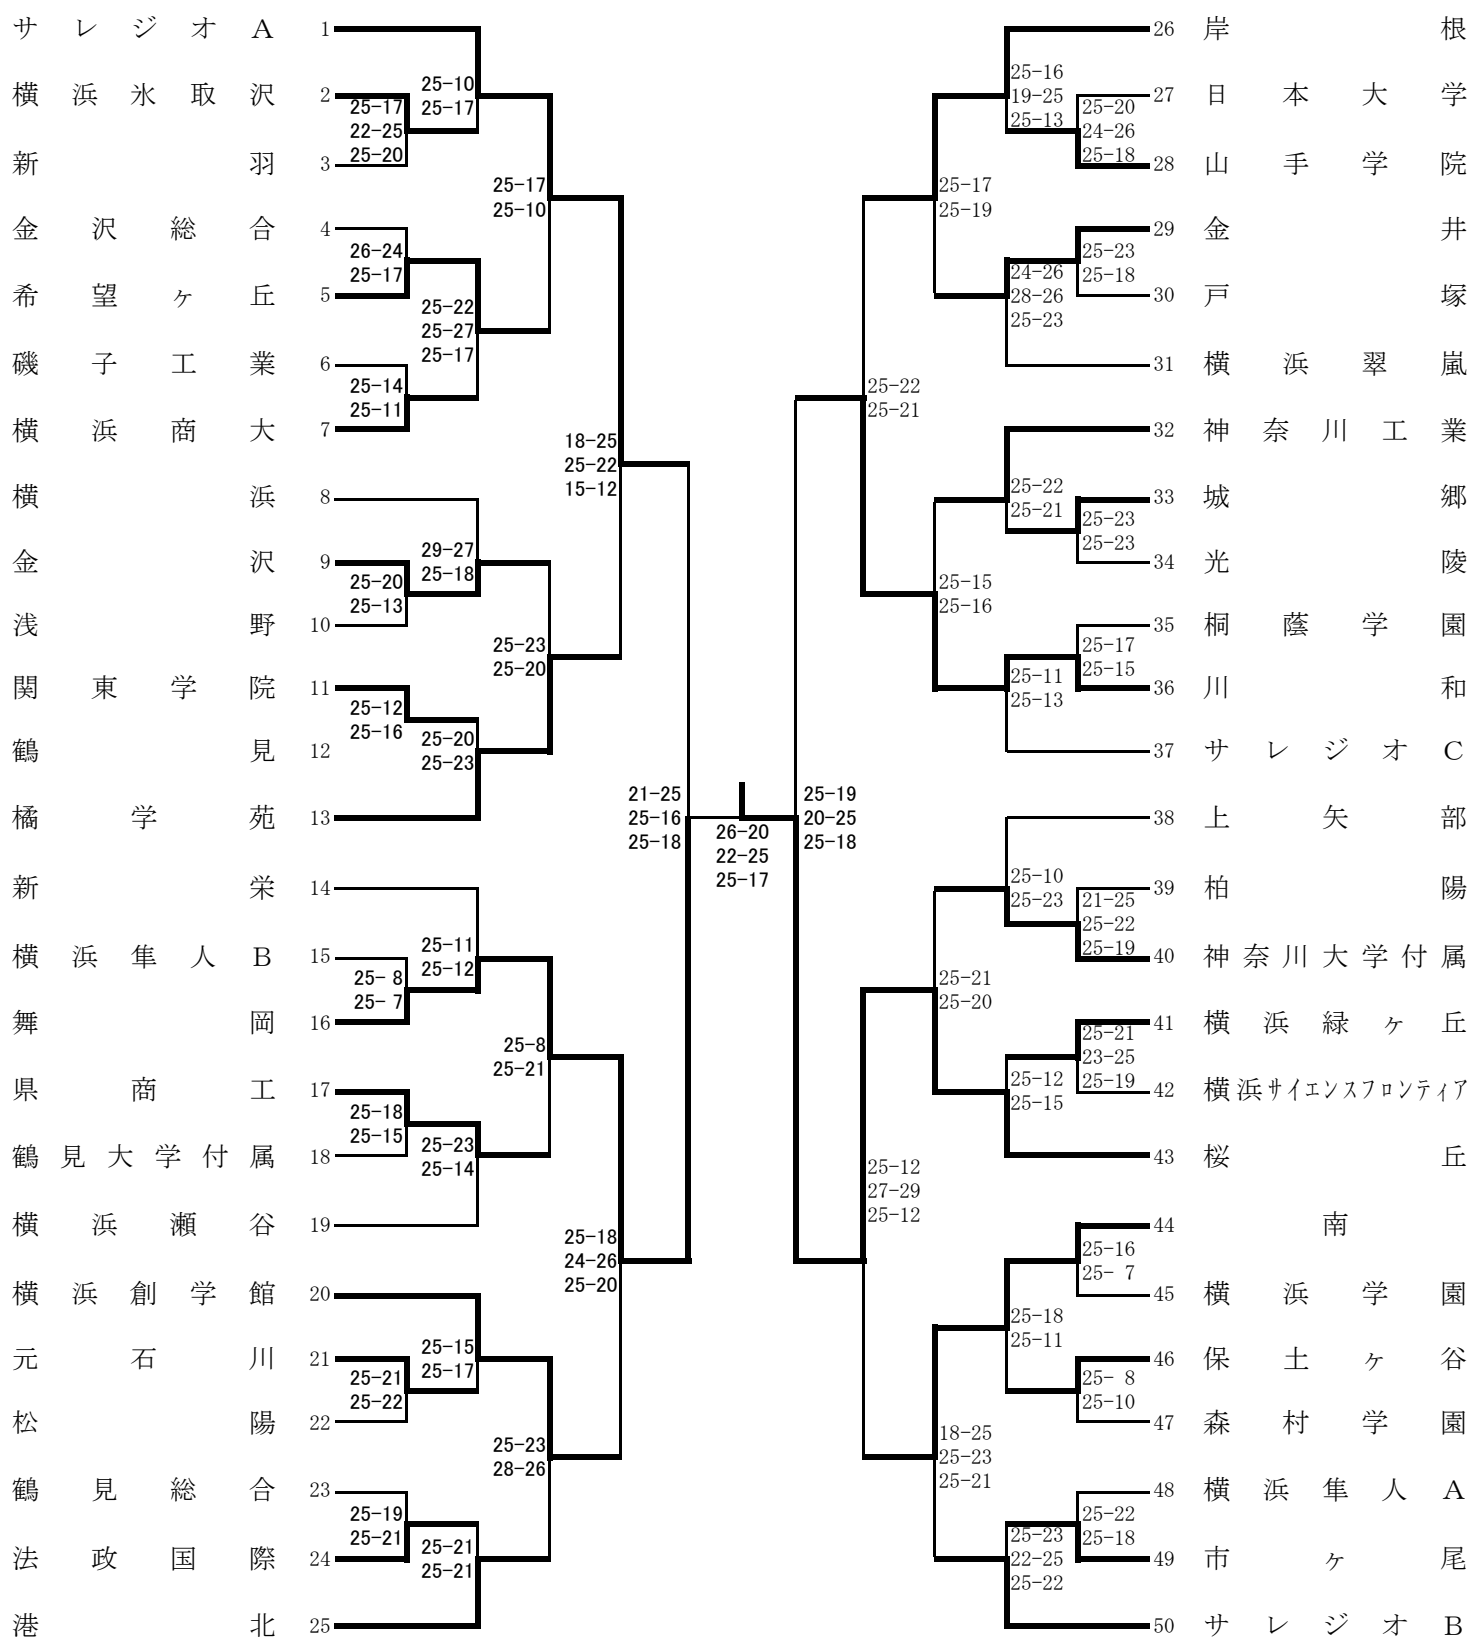 サレジオA 1
横浜氷取沢 2
新羽 3
金沢総合 4
希望ヶ丘 5
磯子工業 6
横浜商大 7
横浜 8
金沢 9
浅野 10
関東学院 11
鶴見 12
橘学苑 13
新栄 14
横浜隼人B 15
舞岡 16
県商工 17
鶴見大学付属 18
横浜瀬谷 19
横浜創学館 20
元石川 21
松陽 22
鶴見総合 23
法政国際 24
港北 25
25-17
22-25
25-20
26-24
25-17
25-14
25-11
25-20
25-13
25-12
25-16
25- 8
25- 7
25-18
25-15
25-21
25-22
25-19
25-21
25-10
25-17
25-22
25-27
25-17
29-27
25-18
25-20
25-23
25-11
25-12
25-23
25-14
25-15
25-17
25-21
25-21
25-17
25-10
25-23
25-20
25-8
25-21
25-23
28-26
18-25
25-22
15-12
25-18
24-26
25-20
21-25
25-16
25-18
26-20
22-25
25-17
25-19
20-25
25-18
25-22
25-21
25-12
27-29
25-12
25-17
25-19
25-15
25-16
25-21
25-20
18-25
25-23
25-21
25-16
19-25
25-13
24-26
28-26
25-23
25-22
25-21
25-11
25-13
25-10
25-23
25-12
25-15
25-18
25-11
25-23
22-25
25-22
25-20
24-26
25-18
25-23
25-18
25-23
25-23
25-17
25-15
21-25
25-22
25-19
25-21
23-25
25-19
25-16
25- 7
25- 8
25-10
25-22
25-18
26 岸根
27 日本大学
28 山手学院
29 金井
30 戸塚
31 横浜翠嵐
32 神奈川工業
33 城郷
34 光陵
35 桐蔭学園
36 川和
37 サレジオC
38 上矢部
39 柏陽
40 神奈川大学付属
41 横浜緑ヶ丘
42 横浜サイエンスフロンティア
43 桜丘
44 南
45 横浜学園
46 保土ヶ谷
47 森村学園
48 横浜隼人A
49 市ヶ尾
50 サレジオB